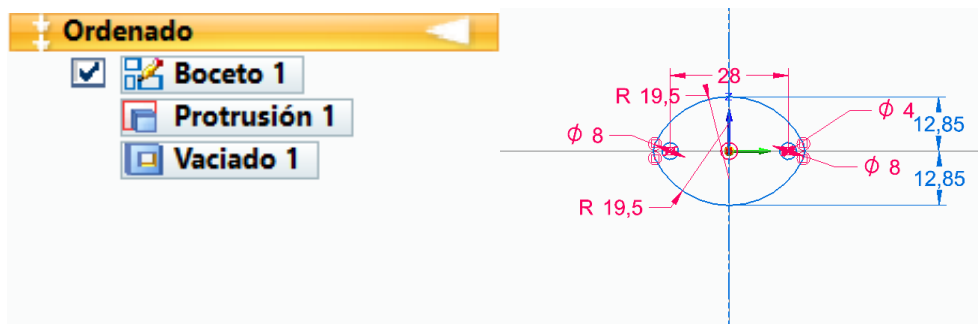 Ordenado
Boceto 1
Protrusión 1
Vaciado 1
28
R 19,5
z
ϕ 4
12,85
ϕ 8
ϕ 8
12,85
R 19,5